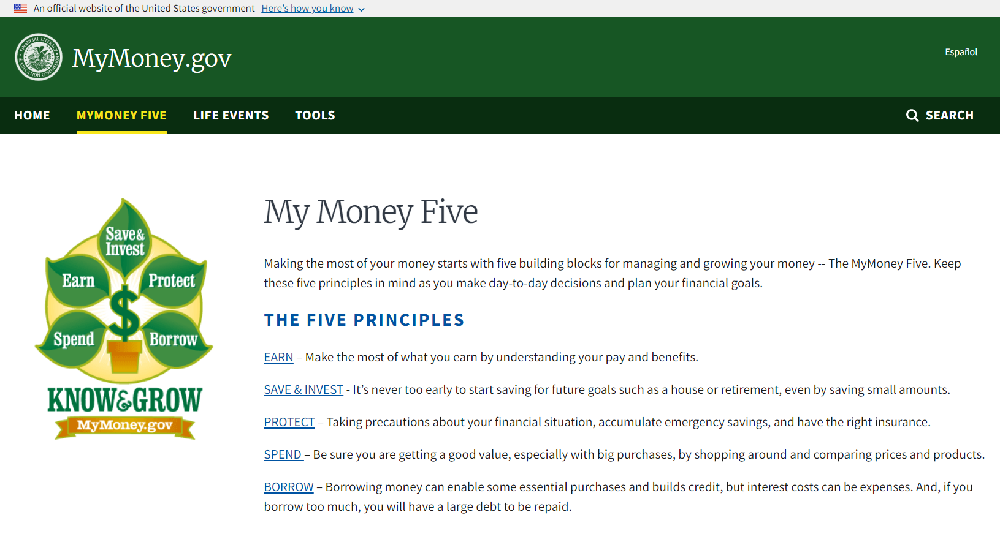 An official website of the United States government Here's how you know
FINANCIAL LITERACY & EDUCATION COMMISSION
MyMoney.gov
Español
HOME MYMONEY FIVE LIFE EVENTS TOOLS SEARCH
Save &
Invest
Earn
Protect
Spend
Borrow
$
KNOW & GROW
MyMoney.gov
My Money Five
Making the most of your money starts with five building blocks for managing and growing your money -- The MyMoney Five. Keep
these five principles in mind as you make day-to-day decisions and plan your financial goals.
THE FIVE PRINCIPLES
EARN – Make the most of what you earn by understanding your pay and benefits.
SAVE & INVEST - It’s never too early to start saving for future goals such as a house or retirement, even by saving small amounts.
PROTECT – Taking precautions about your financial situation, accumulate emergency savings, and have the right insurance.
SPEND – Be sure you are getting a good value, especially with big purchases, by shopping around and comparing prices and products.
BORROW – Borrowing money can enable some essential purchases and builds credit, but interest costs can be expenses. And, if you
borrow too much, you will have a large debt to be repaid.